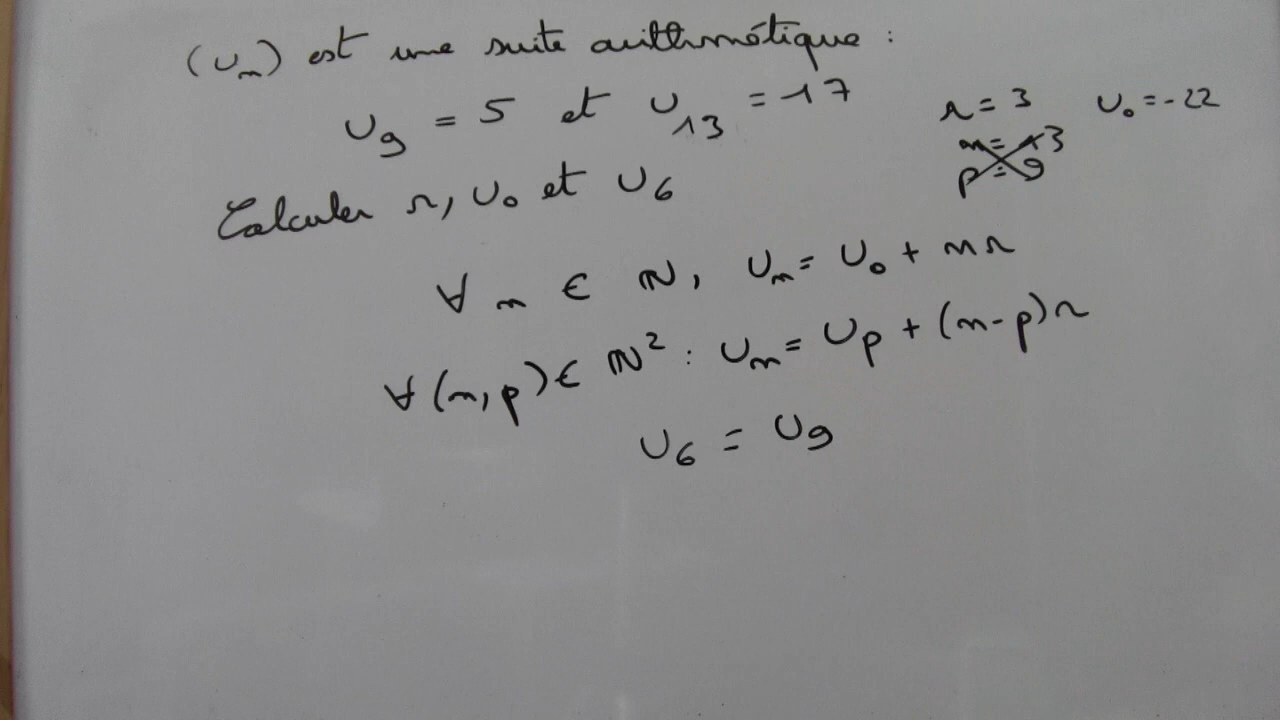 (Un) est une suite arithmétique :
U₉ = 5 et U₁₃ = 17
r = 3 U₀ = -22
n = 13
p = 9
Calculer r, U₀ et U₆
∀ n ∈ ℕ, Un = U₀ + nr
∀ (n,p) ∈ ℕ² : Un = Up + (n-p)r
U₆ = U₉